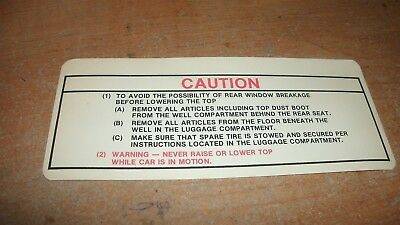 CAUTION
(1) TO AVOID THE POSSIBILITY OF REAR WINDOW BREAKAGE
BEFORE LOWERING THE TOP
(A) REMOVE ALL ARTICLES INCLUDING TOP DUST BOOT
FROM THE WELL COMPARTMENT BEHIND THE REAR SEAT.
(B) REMOVE ALL ARTICLES FROM THE FLOOR BENEATH THE
WELL IN THE LUGGAGE COMPARTMENT.
(C) MAKE SURE THAT SPARE TIRE IS STOWED AND SECURED PER
INSTRUCTIONS LOCATED IN THE LUGGAGE COMPARTMENT.
(2) WARNING — NEVER RAISE OR LOWER TOP
WHILE CAR IS IN MOTION.